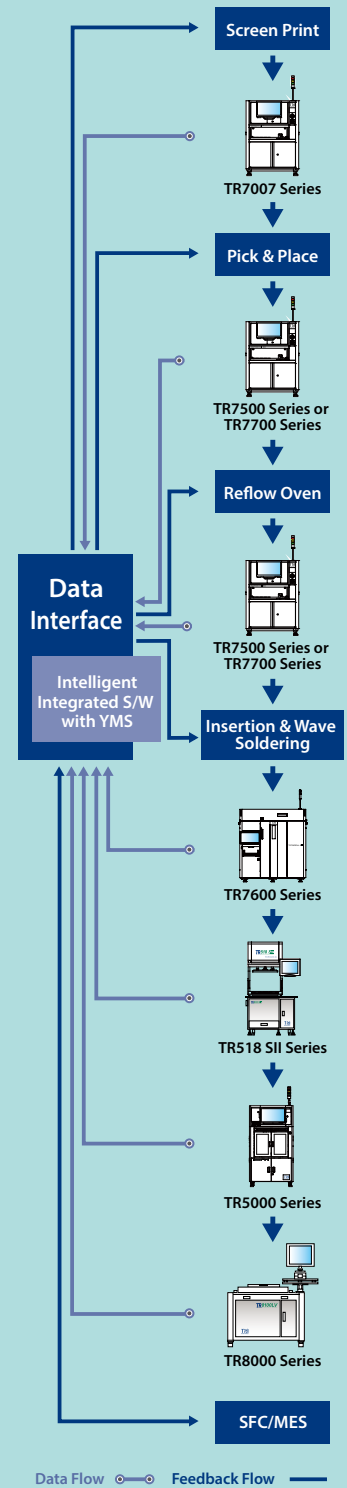 Screen Print
TR7007 Series
Pick & Place
TR7500 Series or
TR7700 Series
Reflow Oven
Data
Interface
Intelligent
Integrated S/W
with YMS
TR7500 Series or
TR7700 Series
Insertion & Wave
Soldering
TR7600 Series
TR518 SII Series
TR5000 Series
TR8000 Series
SFC/MES
Data Flow
Feedback Flow